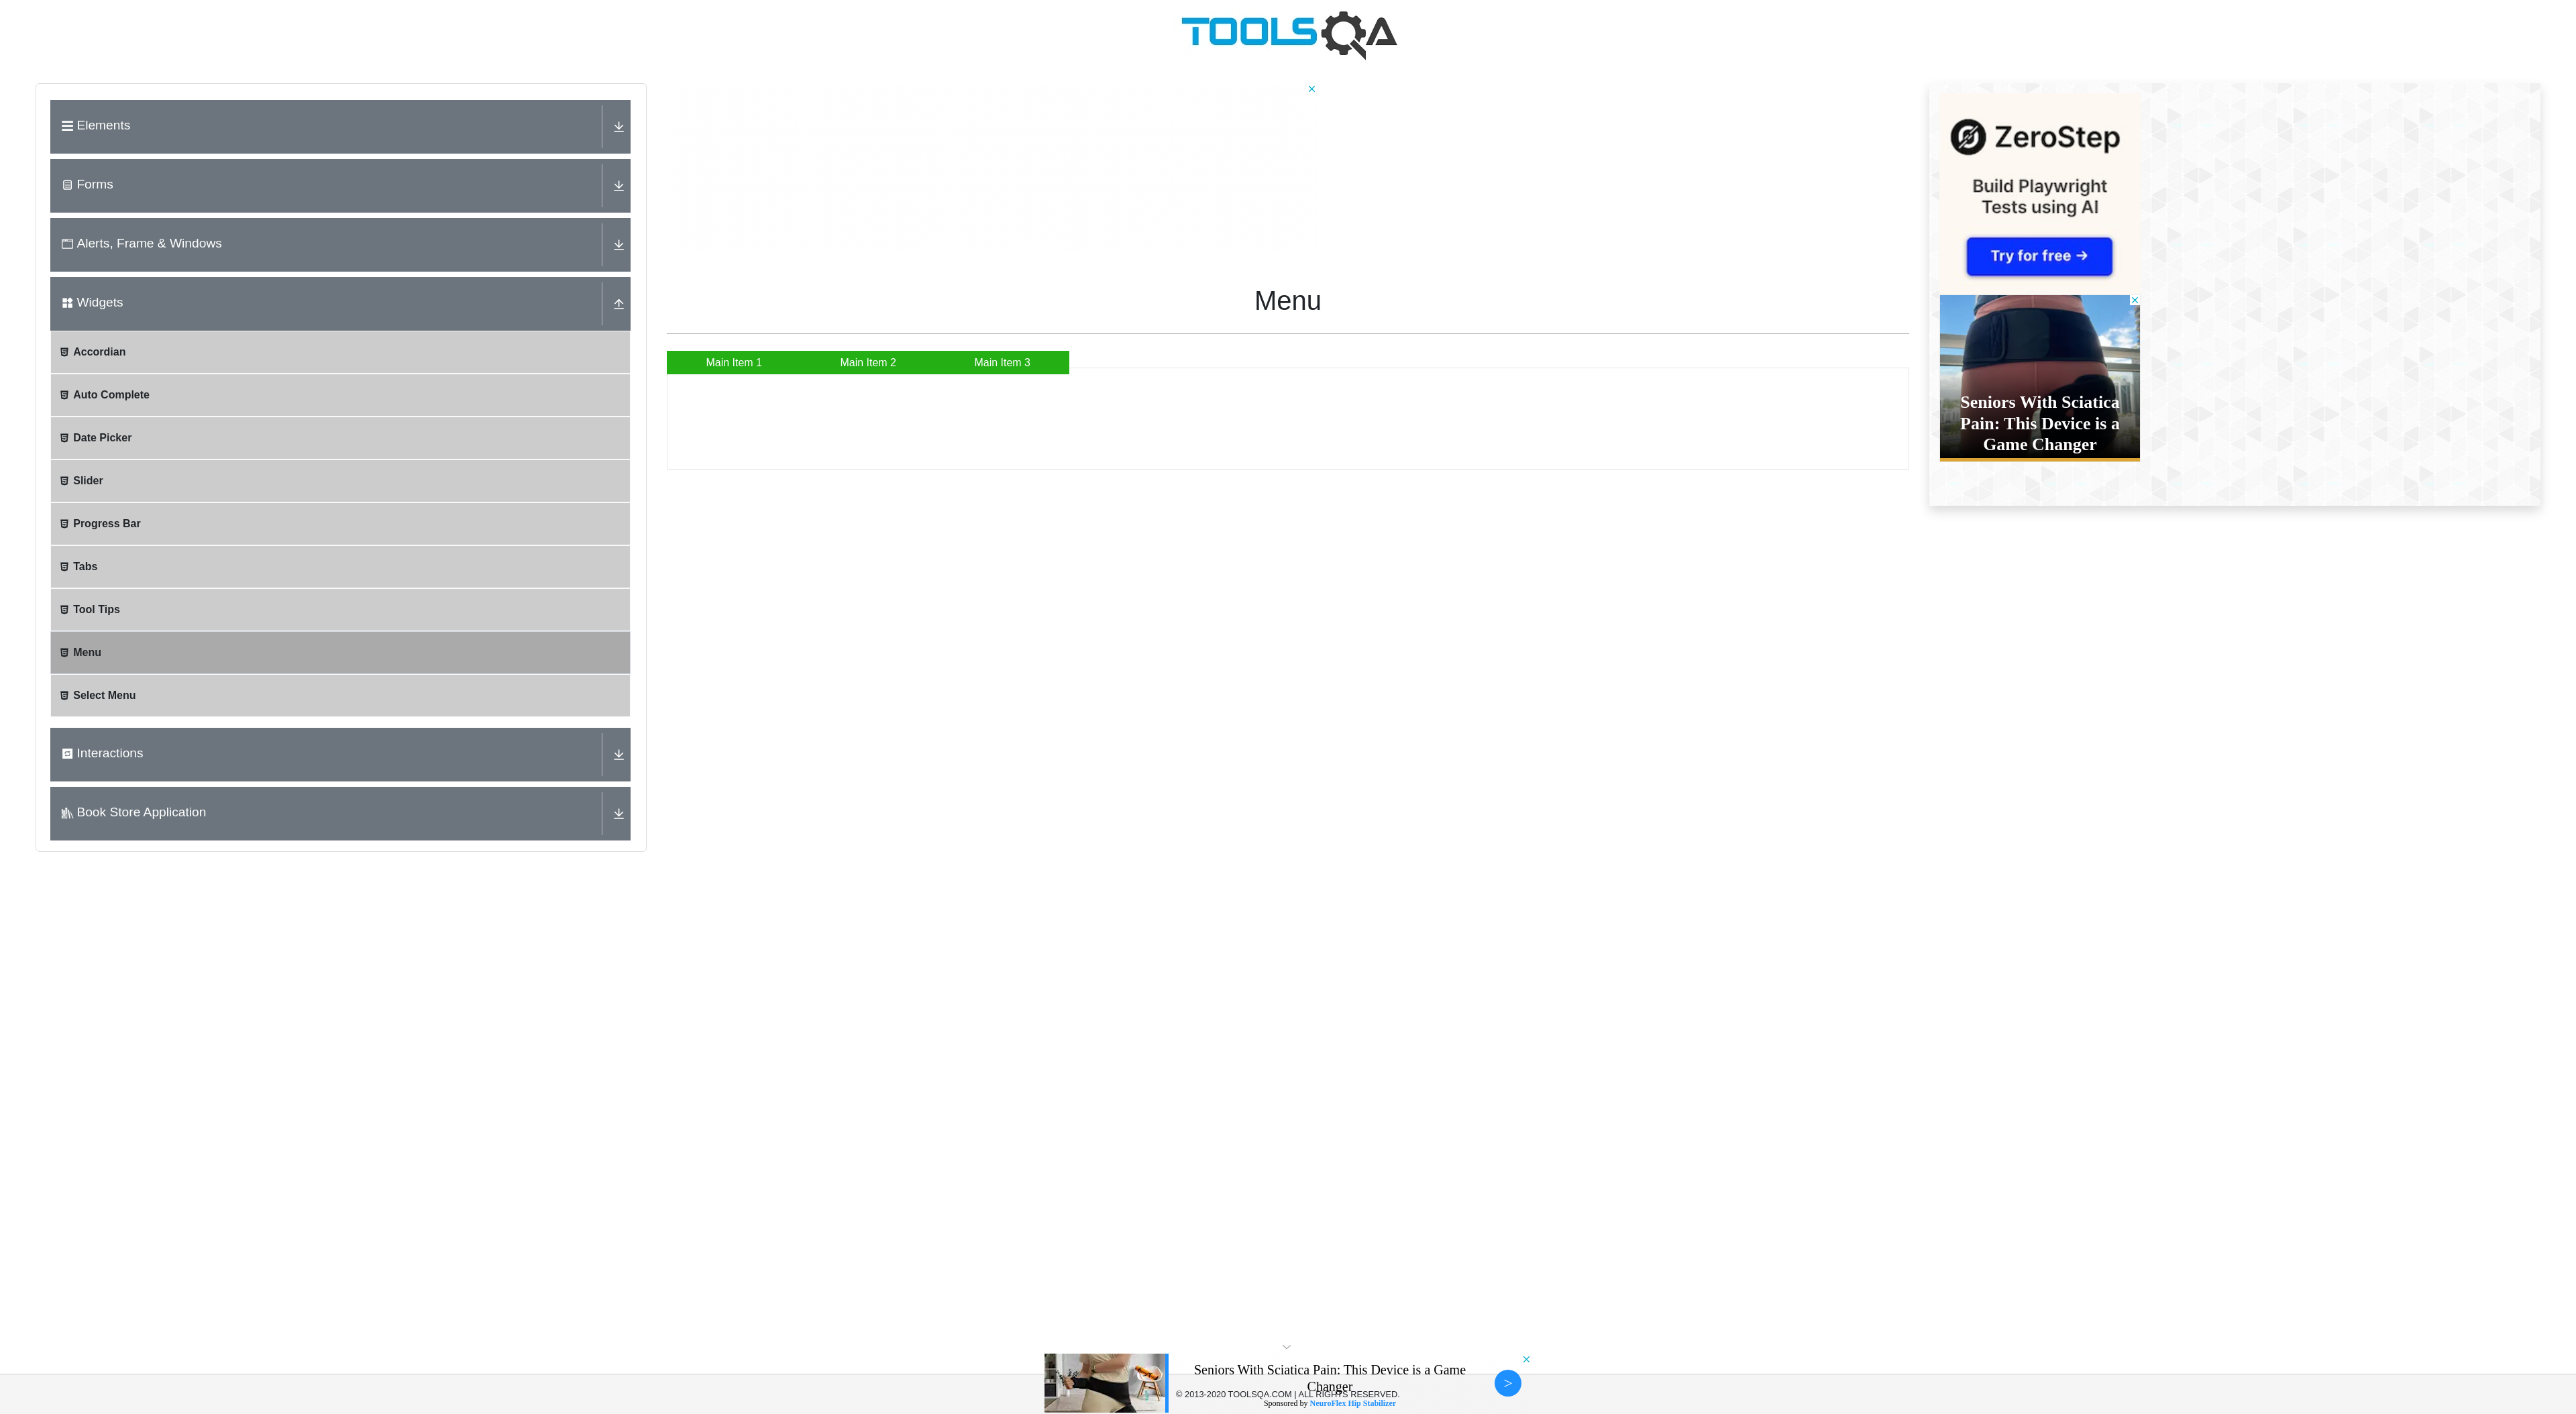 TOOLSQA
Elements
Forms
Alerts, Frame & Windows
Widgets
Accordian
Auto Complete
Date Picker
Slider
Progress Bar
Tabs
Tool Tips
Menu
Select Menu
Interactions
Book Store Application
Menu
Main Item 1
Main Item 2
Main Item 3
ZeroStep
Build Playwright
Tests using AI
Try for free →
Seniors With Sciatica
Pain: This Device is a
Game Changer
Seniors With Sciatica Pain: This Device is a Game
Changer
© 2013-2020 TOOLSQA.COM | ALL RIGHTS RESERVED.
Sponsored by NeuroFlex Hip Stabilizer